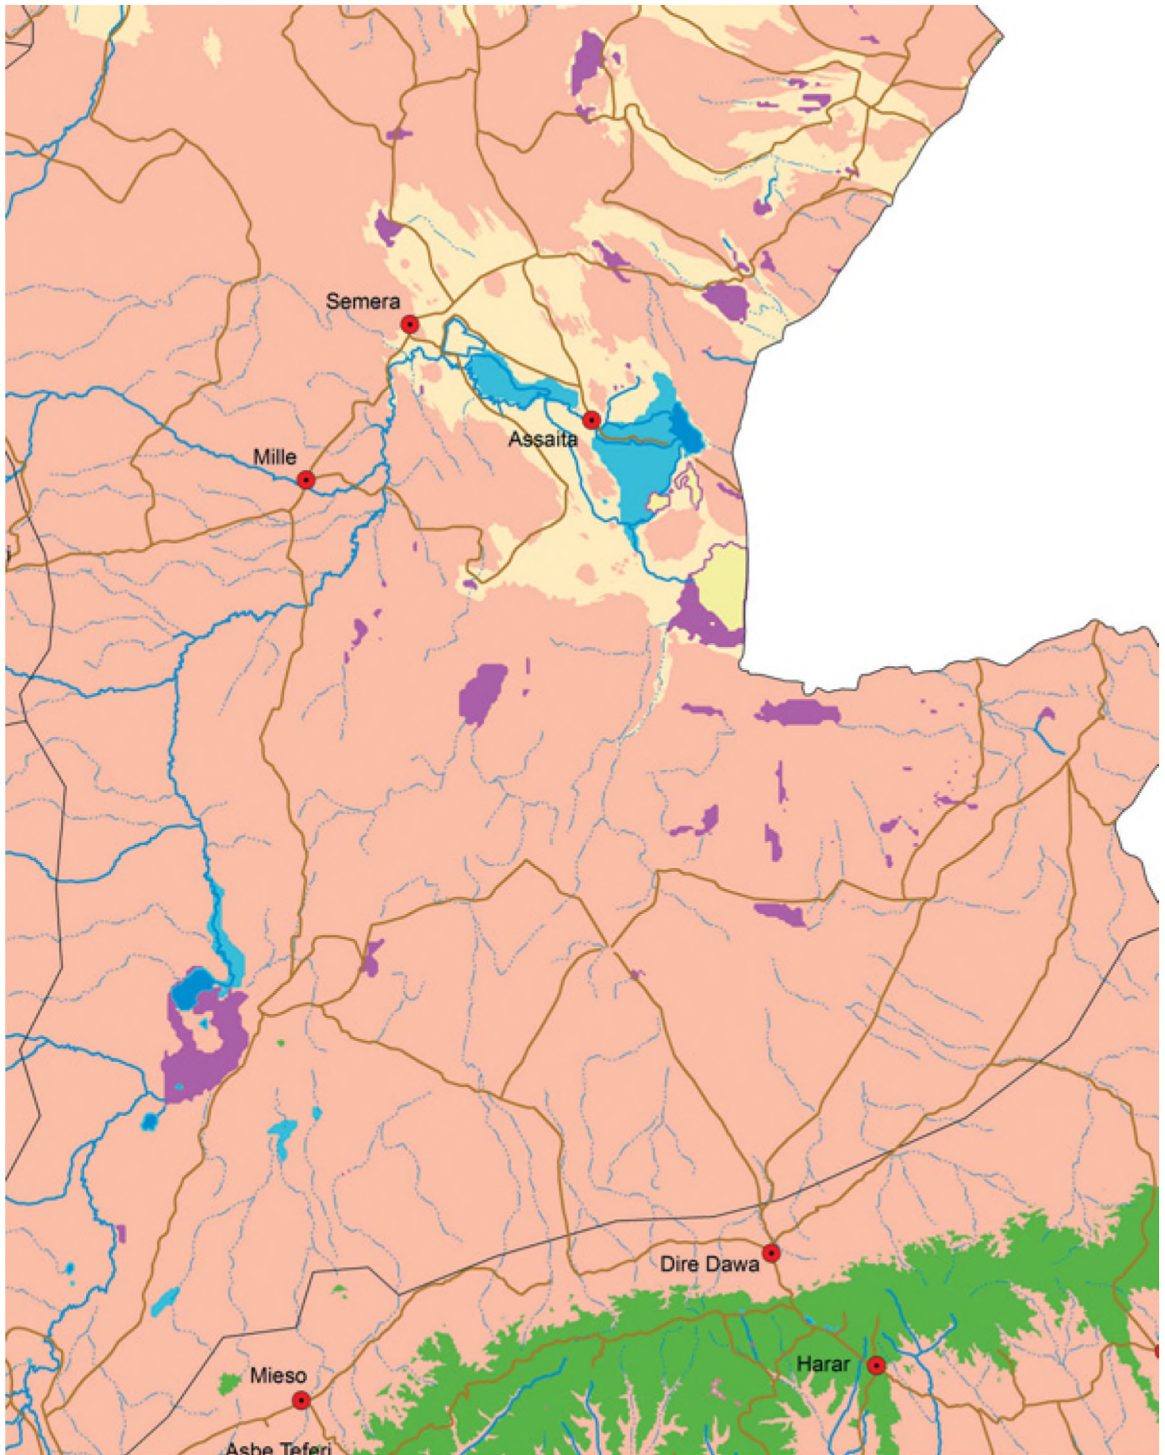 Semera
Assaita
Mille
Dire Dawa
Harar
Mieso
Asbe Teferi